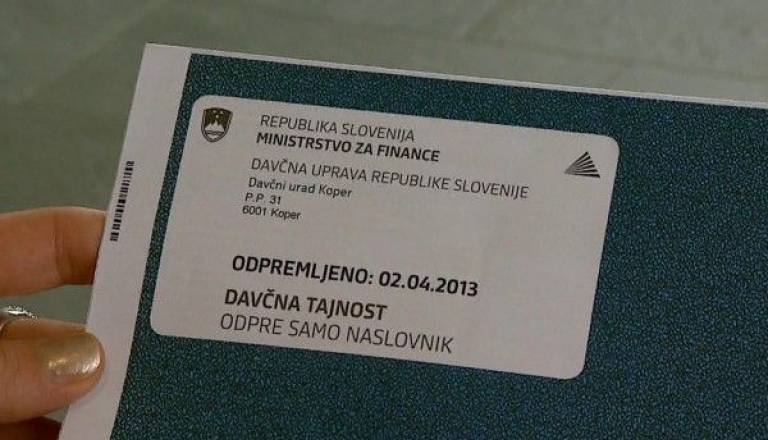 REPUBLIKA SLOVENIJA
MINISTRSTVO ZA FINANCE
DAVČNA UPRAVA REPUBLIKE SLOVENIJE
Davčni urad Koper
P.P. 31
6001 Koper
ODPREMLJENO: 02.04.2013
DAVČNA TAJNOST
ODPRE SAMO NASLOVNIK